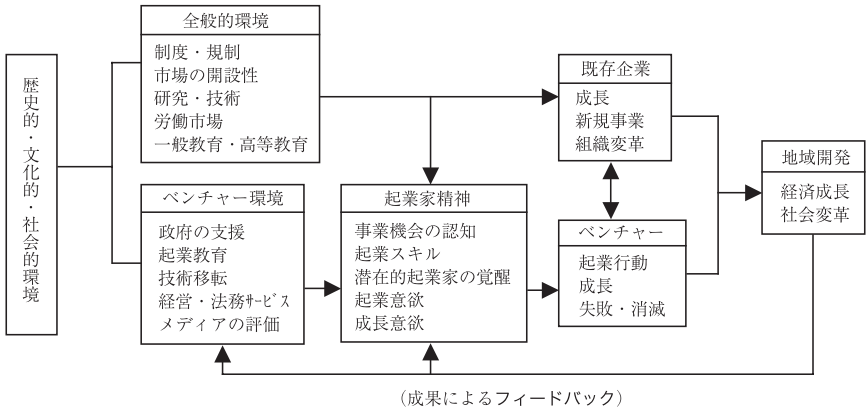 歴史的・文化的・社会的環境
全般的環境
制度・規制
市場の開設性
研究・技術
労働市場
一般教育・高等教育
ベンチャー環境
政府の支援
起業教育
技術移転
経営・法務ｻｰﾋﾞｽ
メディアの評価
起業家精神
事業機会の認知
起業スキル
潜在的起業家の覚醒
起業意欲
成長意欲
既存企業
成長
新規事業
組織変革
ベンチャー
起業行動
成長
失敗・消滅
地域開発
経済成長
社会変革
（成果によるフィードバック）